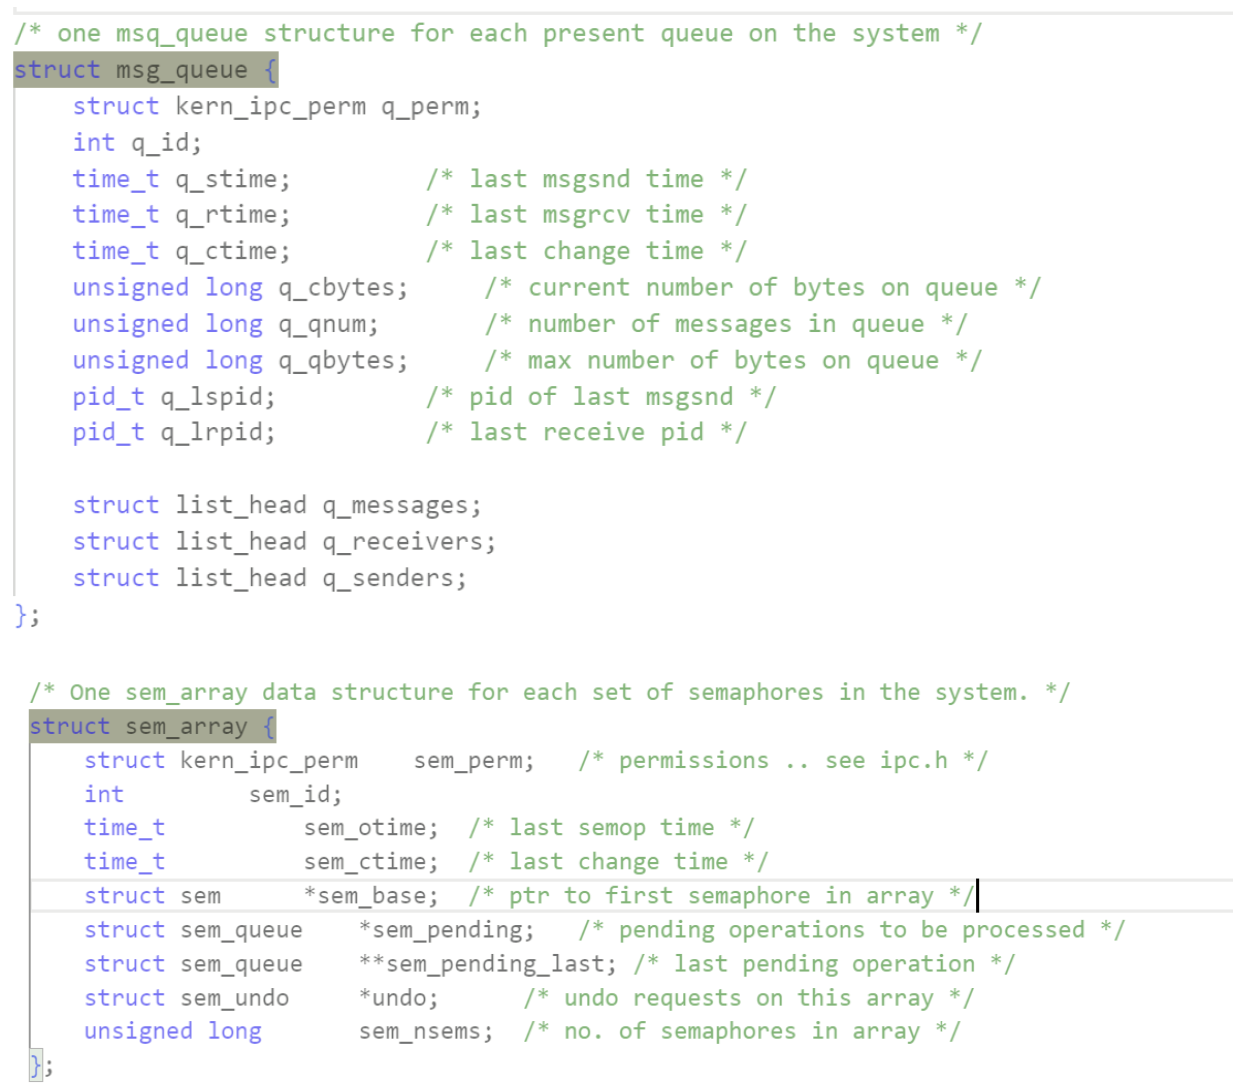 /* one msq_queue structure for each present queue on the system */
struct msg_queue {
    struct kern_ipc_perm q_perm;
    int q_id;
    time_t q_stime;         /* last msgsnd time */
    time_t q_rtime;         /* last msgrcv time */
    time_t q_ctime;         /* last change time */
    unsigned long q_cbytes;     /* current number of bytes on queue */
    unsigned long q_qnum;       /* number of messages in queue */
    unsigned long q_qbytes;     /* max number of bytes on queue */
    pid_t q_lspid;          /* pid of last msgsnd */
    pid_t q_lrpid;          /* last receive pid */

    struct list_head q_messages;
    struct list_head q_receivers;
    struct list_head q_senders;
};

/* One sem_array data structure for each set of semaphores in the system. */
struct sem_array {
    struct kern_ipc_perm    sem_perm;   /* permissions .. see ipc.h */
    int         sem_id;
    time_t          sem_otime;  /* last semop time */
    time_t          sem_ctime;  /* last change time */
    struct sem      *sem_base;  /* ptr to first semaphore in array */
    struct sem_queue    *sem_pending;   /* pending operations to be processed */
    struct sem_queue    **sem_pending_last; /* last pending operation */
    struct sem_undo     *undo;      /* undo requests on this array */
    unsigned long       sem_nsems;  /* no. of semaphores in array */
};